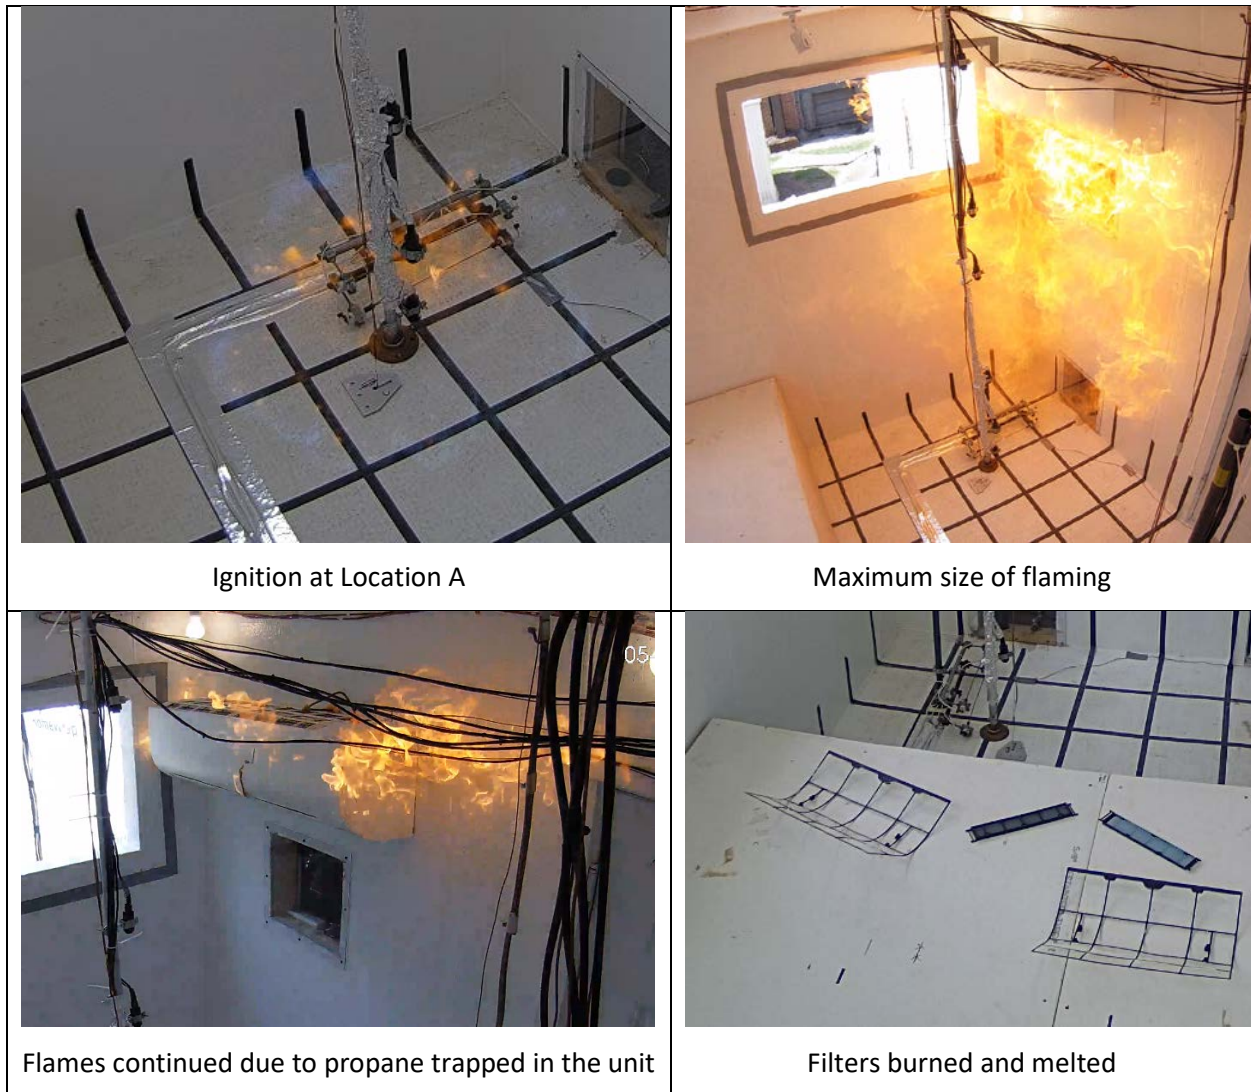 Ignition at Location A
Maximum size of flaming
05
Flames continued due to propane trapped in the unit
Filters burned and melted